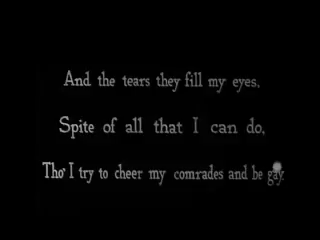 And the tears they fill my eyes,
Spite of all that I can do,
Tho' I try to cheer my comrades and be gay.